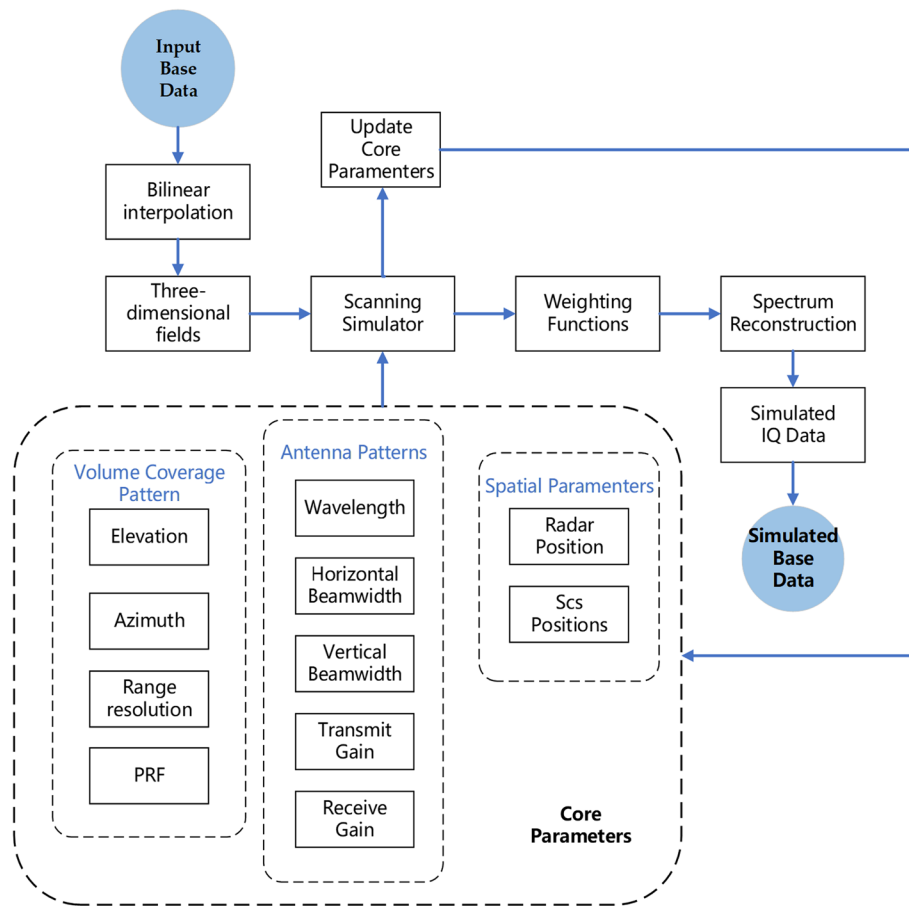 Input
Base
Data
Update
Core
Paramenters
Bilinear
interpolation
Three-
dimensional
fields
Scanning
Simulator
Weighting
Functions
Spectrum
Reconstruction
Simulated
IQ Data
Simulated
Base
Data
Volume Coverage
Pattern
Elevation
Azimuth
Range
resolution
PRF
Antenna Patterns
Wavelength
Horizontal
Beamwidth
Vertical
Beamwidth
Transmit
Gain
Receive
Gain
Spatial Paramenters
Radar
Position
Scs
Positions
Core
Parameters